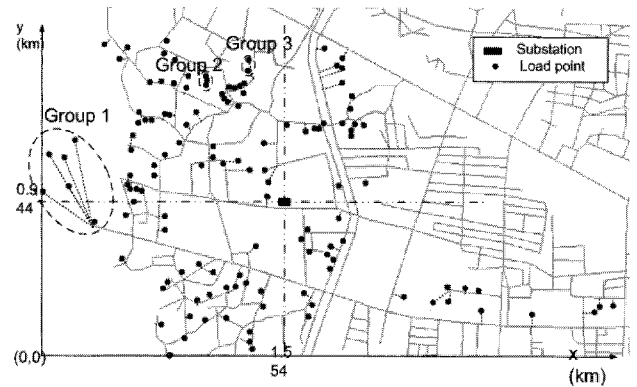 y
(km)
Group 3
Group 2
Substation
Load point
Group 1
0.9
44
(0,0)
1.5
54
x
(km)